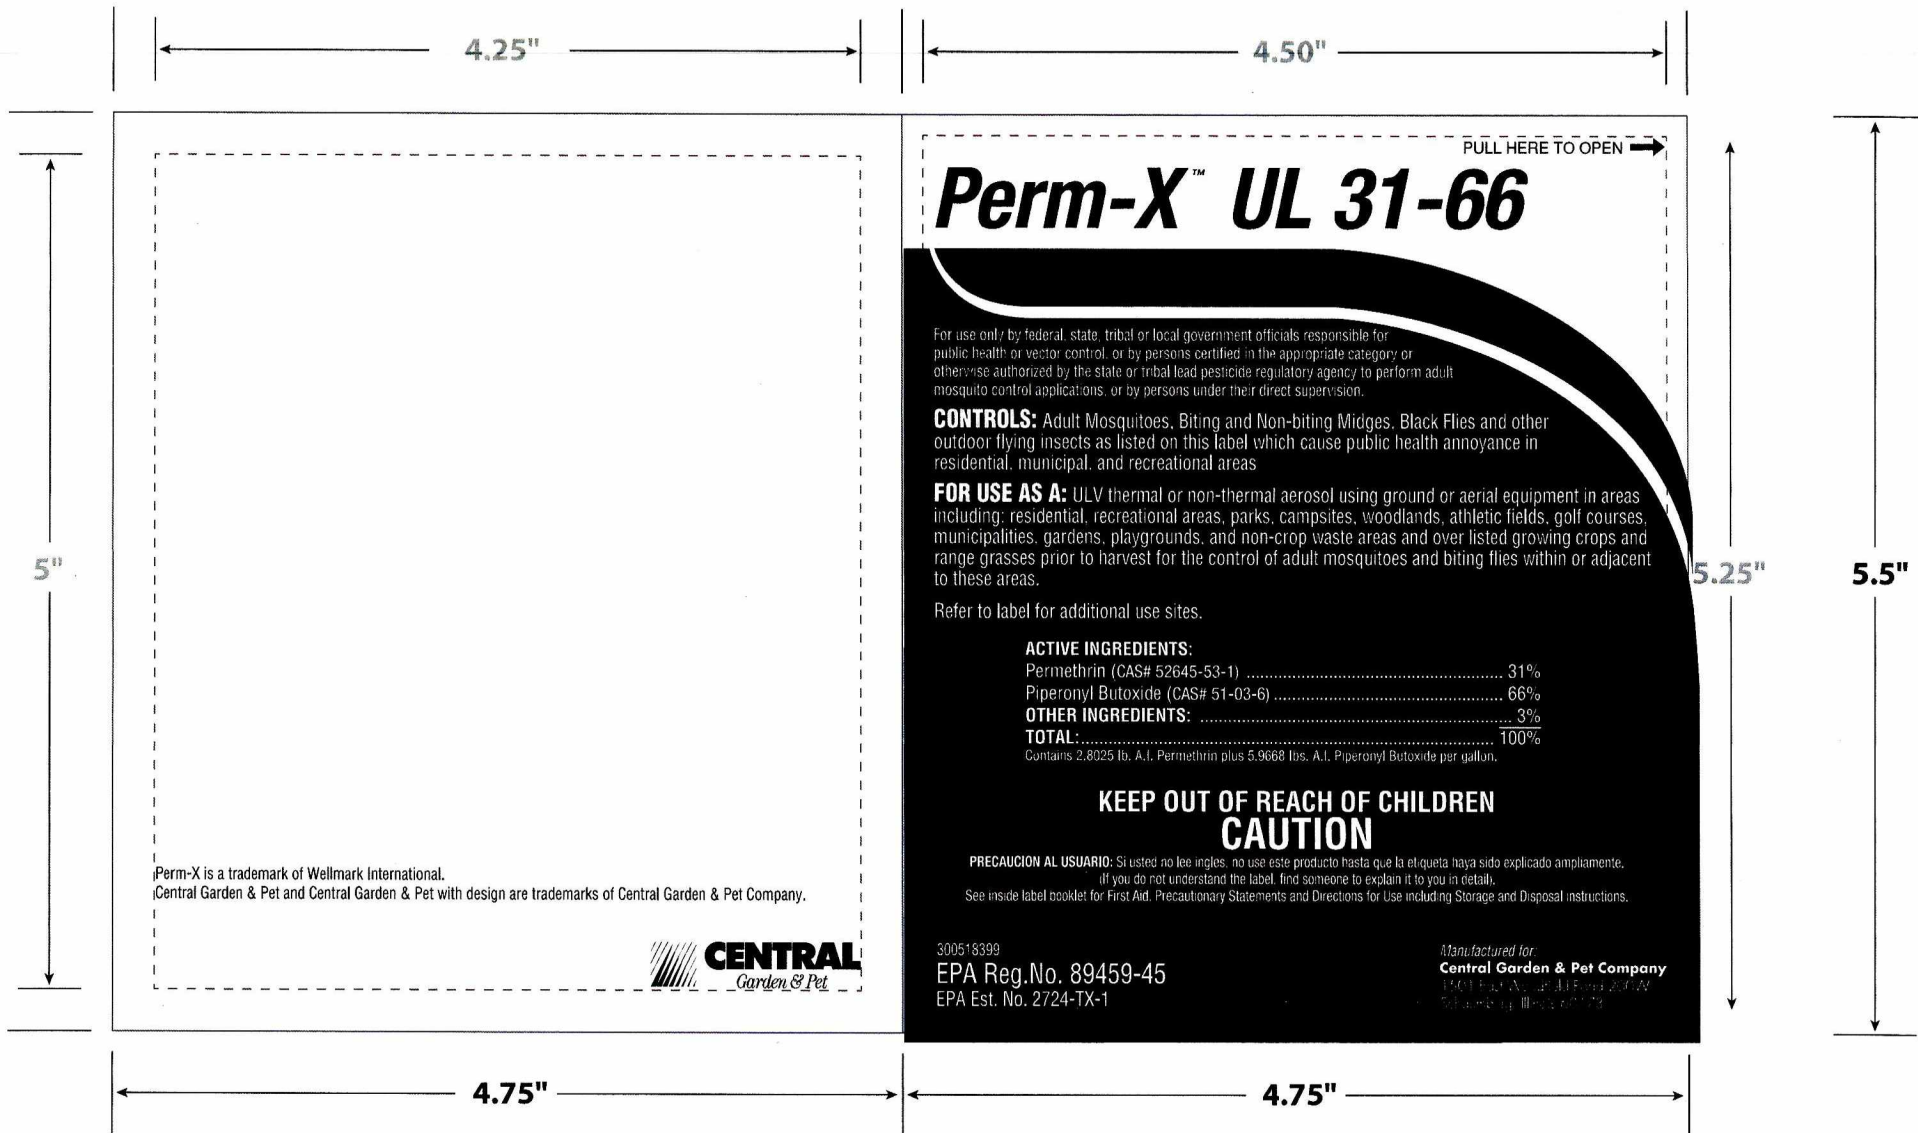 4.25"
4.50"
PULL HERE TO OPEN
Perm-X™ UL 31-66
For use only by federal, state, tribal or local government officials responsible for
public health or vector control, or by persons certified in the appropriate category or
otherwise authorized by the state or tribal lead pesticide regulatory agency to perform adult
mosquito control applications, or by persons under their direct supervision.
CONTROLS: Adult Mosquitoes, Biting and Non-biting Midges, Black Flies and other
outdoor flying insects as listed on this label which cause public health annoyance in
residential, municipal, and recreational areas
FOR USE AS A: ULV thermal or non-thermal aerosol using ground or aerial equipment in areas
including: residential, recreational areas, parks, campsites, woodlands, athletic fields, golf courses,
municipalities, gardens, playgrounds, and non-crop waste areas and over listed growing crops and
range grasses prior to harvest for the control of adult mosquitoes and biting flies within or adjacent
to these areas.
5"
5.25"
5.5"
Refer to label for additional use sites.
ACTIVE INGREDIENTS:
Permethrin (CAS# 52645-53-1) ........ 31%
Piperonyl Butoxide (CAS# 51-03-6) ........ 66%
OTHER INGREDIENTS: ........ 3%
TOTAL: ........ 100%
Contains 2.8025 lb. A.I. Permethrin plus 5.9668 lbs. A.I. Piperonyl Butoxide per gallon.
KEEP OUT OF REACH OF CHILDREN
CAUTION
PRECAUCION AL USUARIO: Si usted no lee ingles, no use este producto hasta que la etiqueta haya sido explicado ampliamente.
(If you do not understand the label, find someone to explain it to you in detail).
See inside label booklet for First Aid, Precautionary Statements and Directions for Use including Storage and Disposal instructions.
Perm-X is a trademark of Wellmark International.
Central Garden & Pet and Central Garden & Pet with design are trademarks of Central Garden & Pet Company.
CENTRAL
Garden & Pet
300518399
EPA Reg.No. 89459-45
EPA Est. No. 2724-TX-1
Manufactured for:
Central Garden & Pet Company
4.75"
4.75"